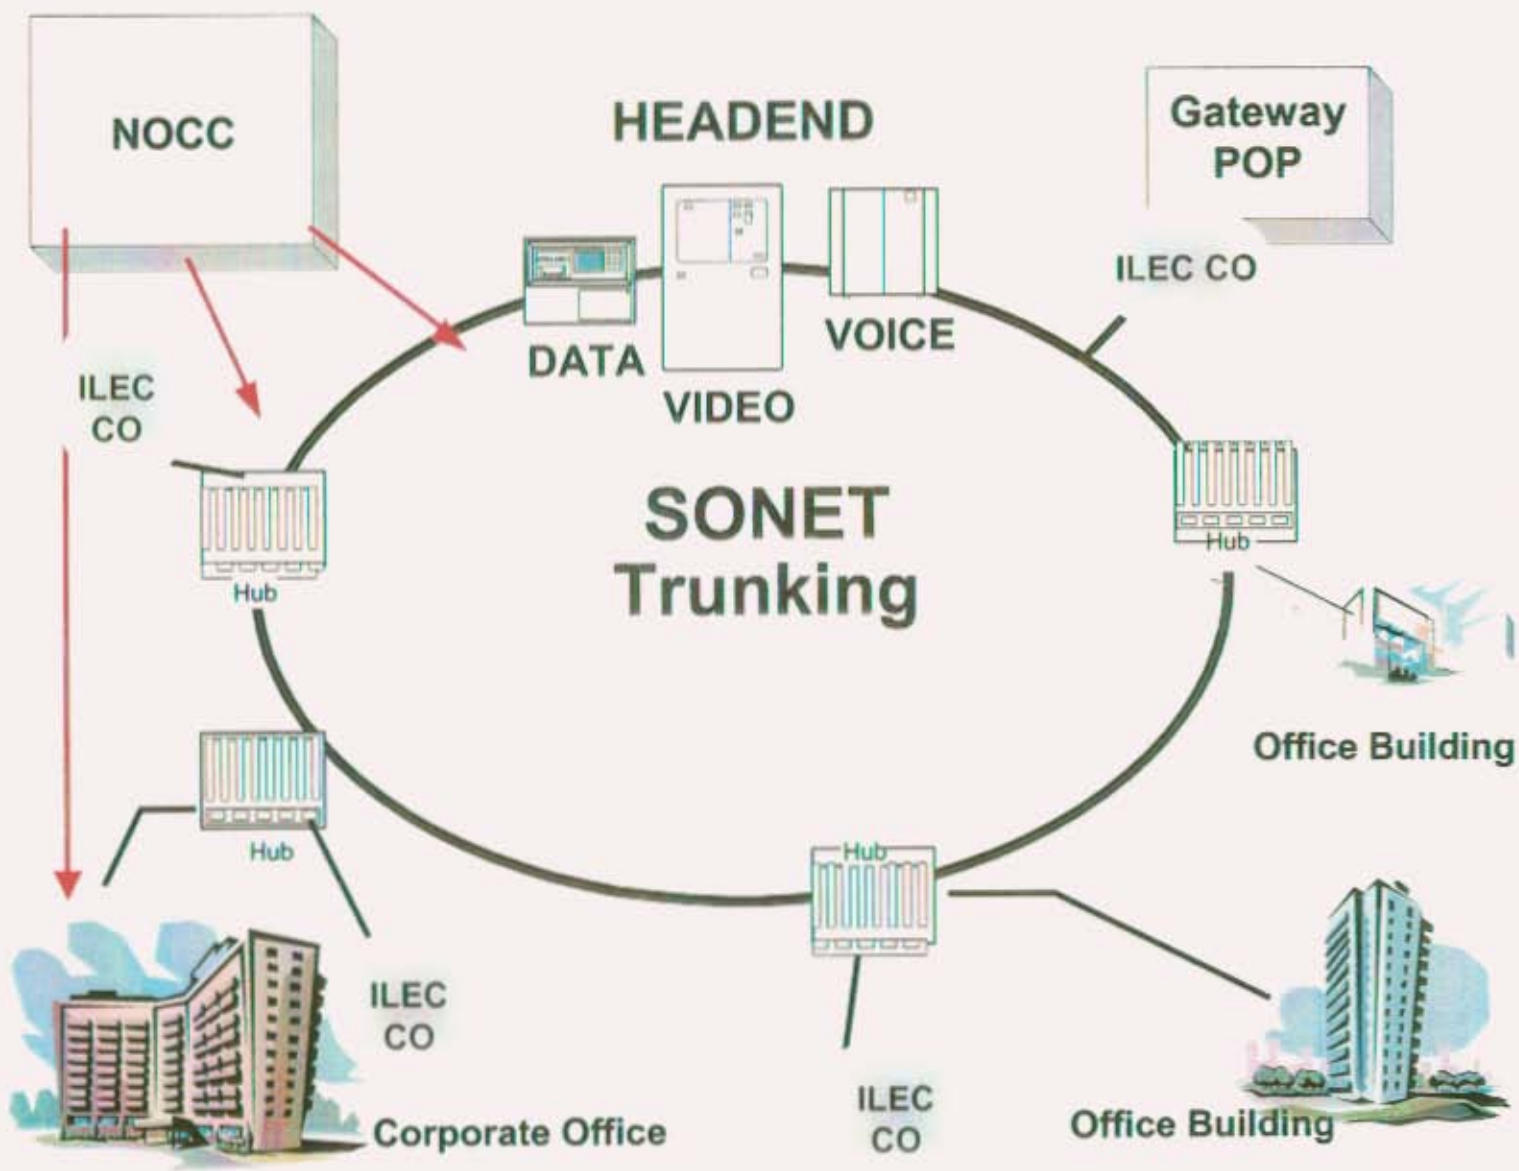 NOCC
HEADEND
Gateway
POP
ILEC CO
DATA
VIDEO
VOICE
ILEC
CO
SONET
Trunking
Hub
Hub
Office Building
Hub
Hub
ILEC
CO
Corporate Office
ILEC
CO
Office Building